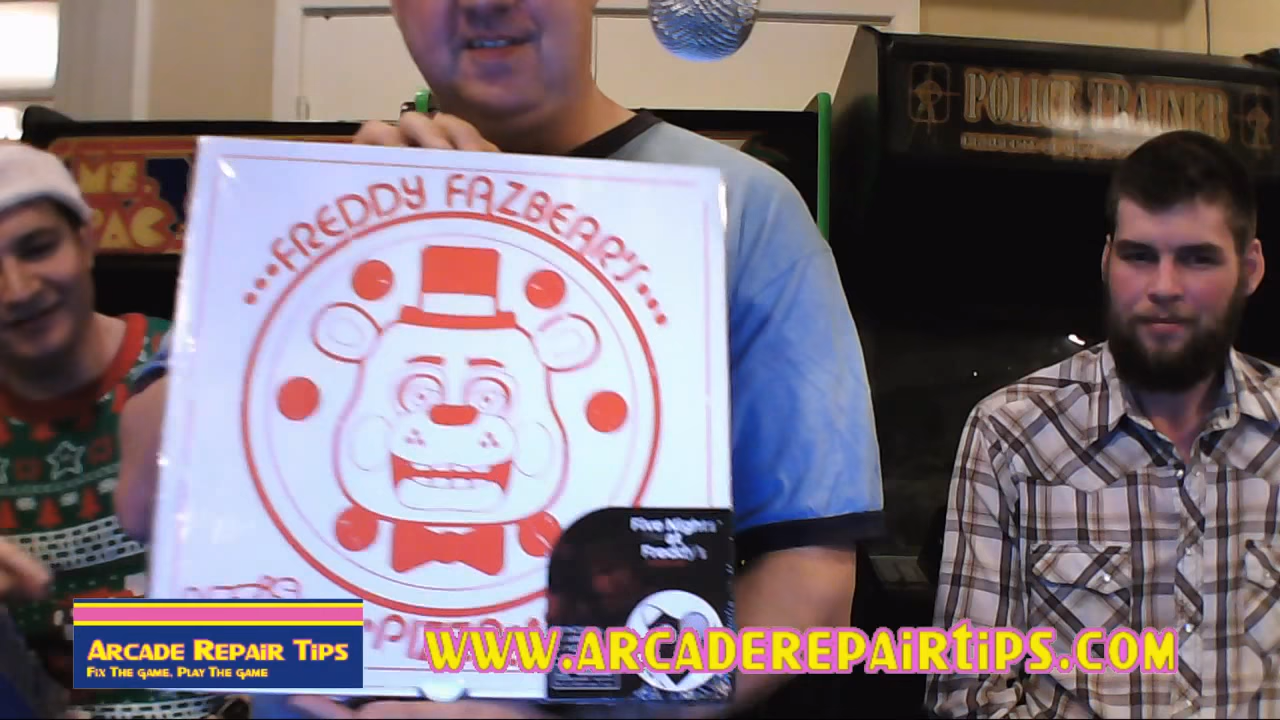 POLICE TRAINER
MS.
PAC
•••FREDDY FAZBEAR'S•••
Five Nights
at
Freddy's
ARCADE REPAIR TIPS
FIX THE GAME, PLAY THE GAME
www.arcaderepairtips.com